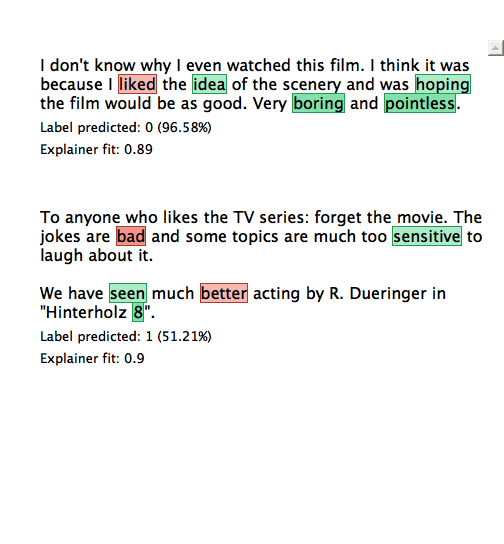 I don't know why I even watched this film. I think it was
because I liked the idea of the scenery and was hoping
the film would be as good. Very boring and pointless.
Label predicted: 0 (96.58%)
Explainer fit: 0.89
To anyone who likes the TV series: forget the movie. The
jokes are bad and some topics are much too sensitive to
laugh about it.
We have seen much better acting by R. Dueringer in
"Hinterholz 8".
Label predicted: 1 (51.21%)
Explainer fit: 0.9